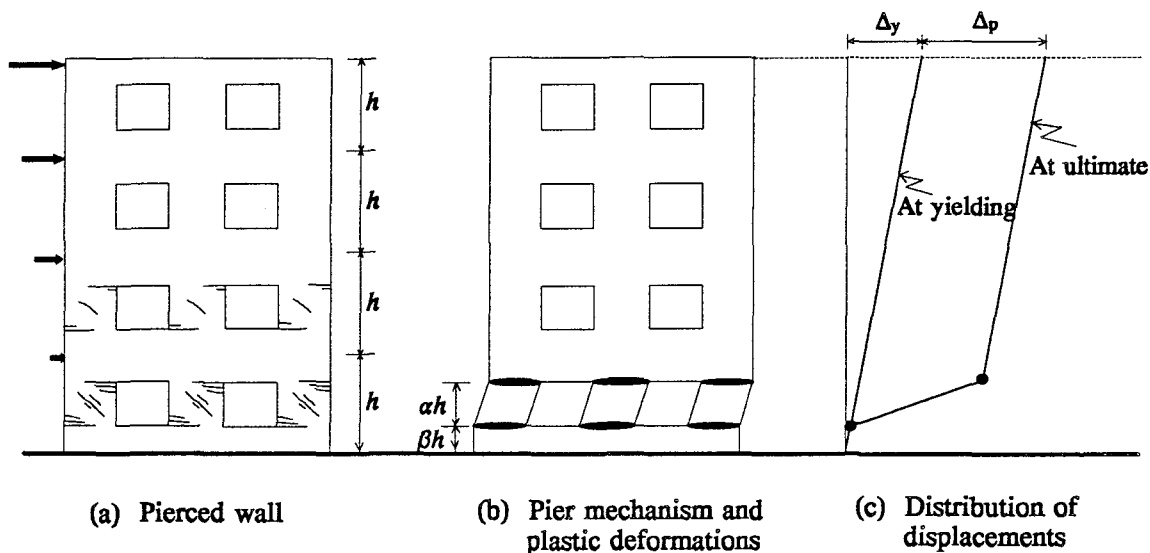 Δy
Δp
h
h
h
h
αh
βh
At ultimate
At yielding
(a) Pierced wall
(b) Pier mechanism and
plastic deformations
(c) Distribution of
displacements